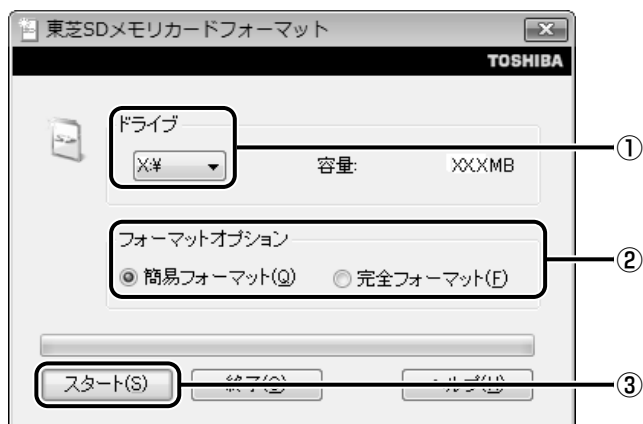 東芝SDメモリカードフォーマット
TOSHIBA
ドライブ
①
X:¥
容量:
XXXMB
フォーマットオプション
②
簡易フォーマット(Q)
完全フォーマット(F)
スタート(S)
③